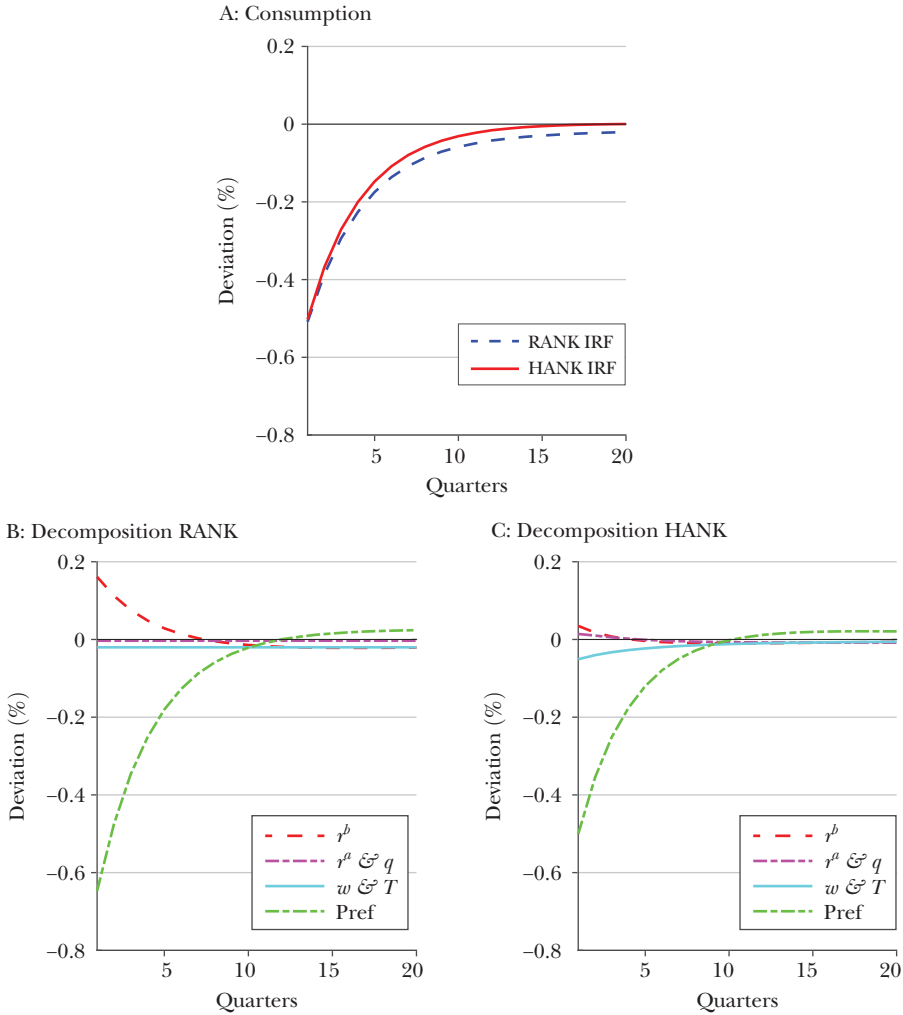 A: Consumption
0.2
0
−0.2
−0.4
−0.6
−0.8
Deviation (%)
RANK IRF
HANK IRF
5
10
15
20
Quarters
B: Decomposition RANK
0.2
0
−0.2
−0.4
−0.6
−0.8
Deviation (%)
r^b
r^a & q
w & T
Pref
5
10
15
20
Quarters
C: Decomposition HANK
0.2
0
−0.2
−0.4
−0.6
−0.8
Deviation (%)
r^b
r^a & q
w & T
Pref
5
10
15
20
Quarters